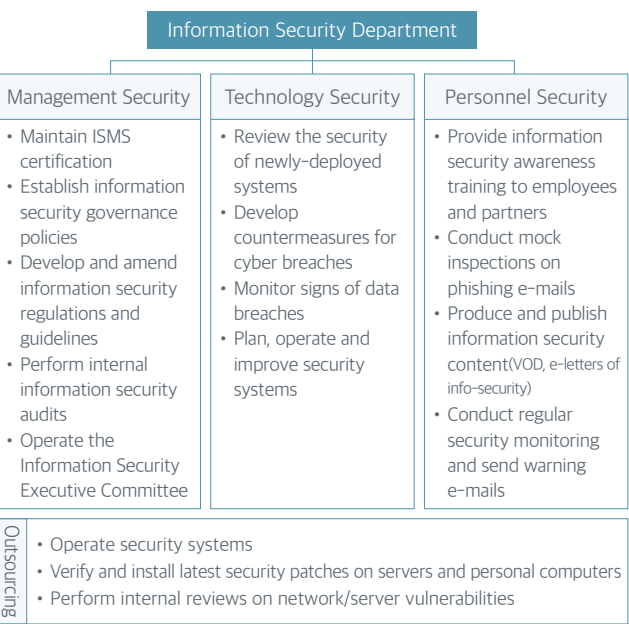 Information Security Department
Management Security
• Maintain ISMS
certification
• Establish information
security governance
policies
• Develop and amend
information security
regulations and
guidelines
• Perform internal
information security
audits
• Operate the
Information Security
Executive Committee
Technology Security
• Review the security
of newly-deployed
systems
• Develop
countermeasures for
cyber breaches
• Monitor signs of data
breaches
• Plan, operate and
improve security
systems
Personnel Security
• Provide information
security awareness
training to employees
and partners
• Conduct mock
inspections on
phishing e-mails
• Produce and publish
information security
content(VOD, e-letters of
info-security)
• Conduct regular
security monitoring
and send warning
e-mails
Outsourcing
• Operate security systems
• Verify and install latest security patches on servers and personal computers
• Perform internal reviews on network/server vulnerabilities